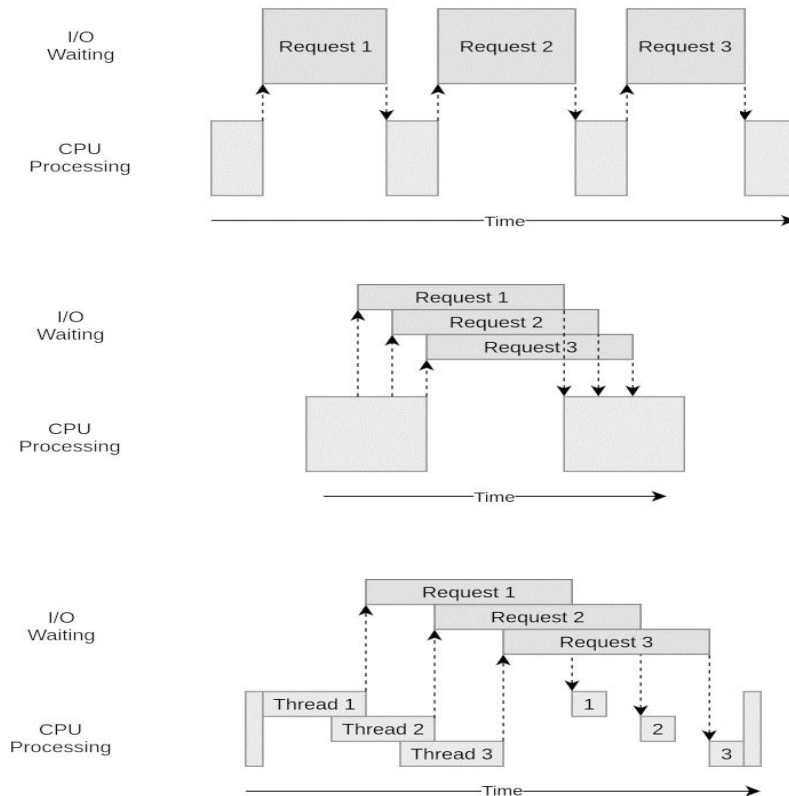 I/O
Waiting
Request 1
Request 2
Request 3
CPU
Processing
Time
I/O
Waiting
Request 1
Request 2
Request 3
CPU
Processing
Time
I/O
Waiting
Request 1
Request 2
Request 3
CPU
Processing
Thread 1
Thread 2
Thread 3
1
2
3
Time